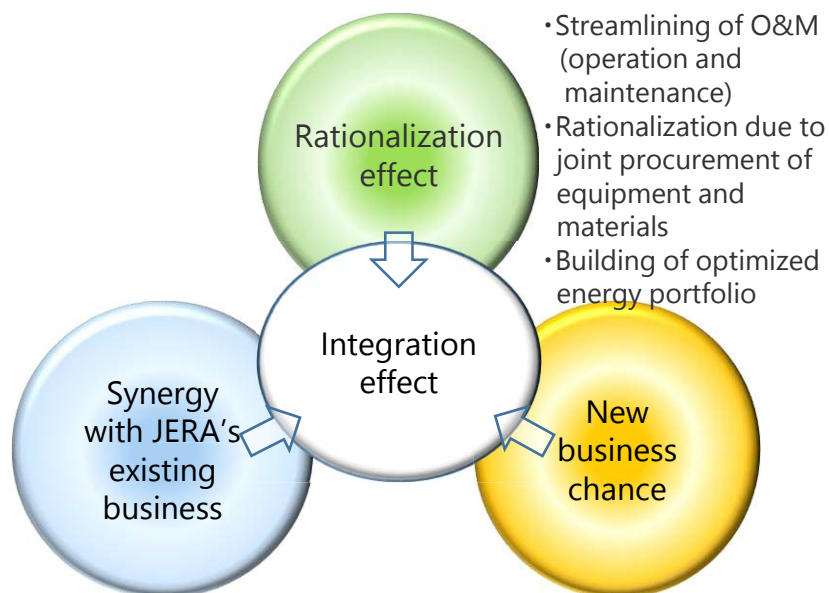 ・Streamlining of O&M
(operation and
maintenance)
・Rationalization due to
joint procurement of
equipment and
materials
・Building of optimized
energy portfolio
Rationalization
effect
Integration
effect
Synergy
with JERA’s
existing
business
New
business
chance